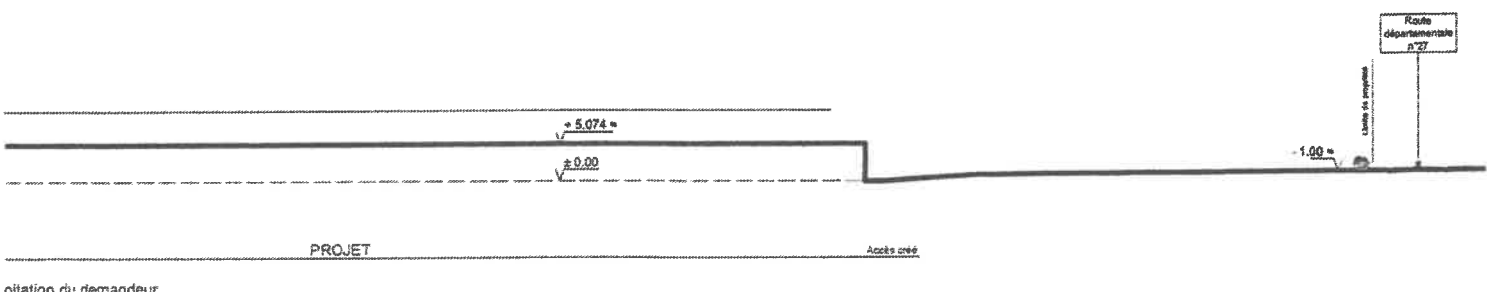 Route
départementale
n°27
Limite de propriété
+ 5.074 m
± 0.00
- 1.00 m
PROJET
Accès créé
oitation du demandeur